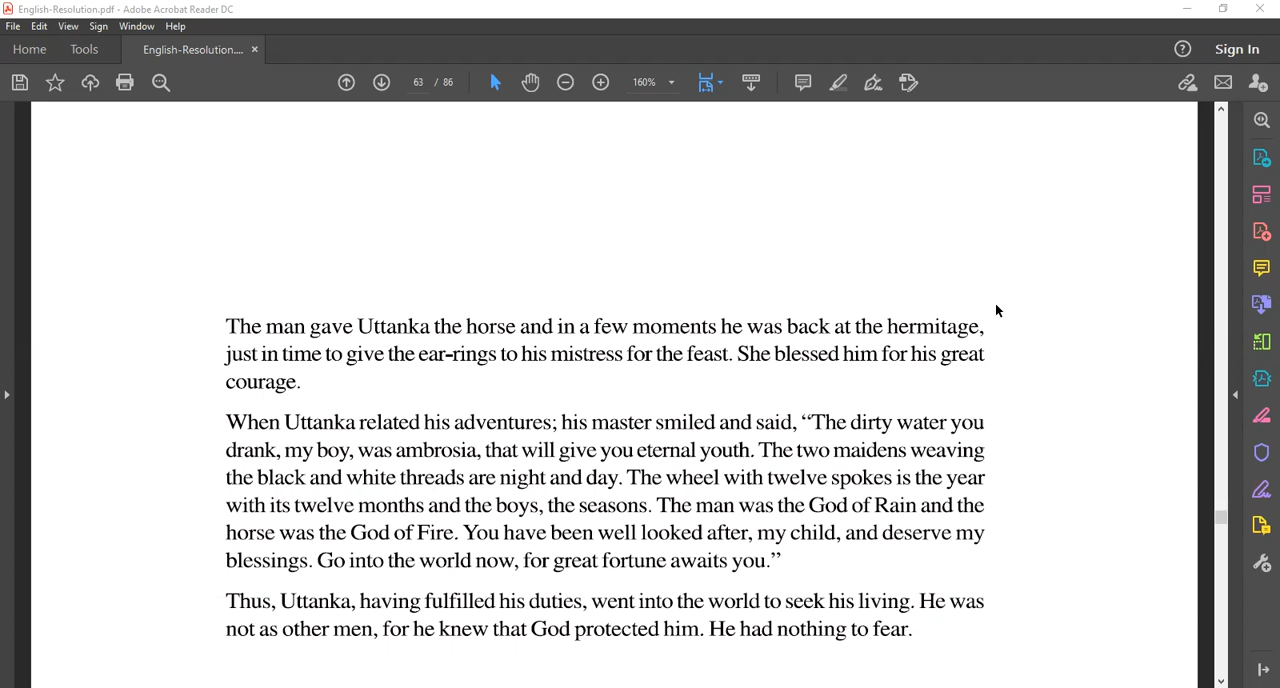 English-Resolution.pdf - Adobe Acrobat Reader DC
File Edit View Sign Window Help
Home Tools English-Resolution.... × Sign In
63 / 86 160%
The man gave Uttanka the horse and in a few moments he was back at the hermitage,
just in time to give the ear-rings to his mistress for the feast. She blessed him for his great
courage.
When Uttanka related his adventures; his master smiled and said, “The dirty water you
drank, my boy, was ambrosia, that will give you eternal youth. The two maidens weaving
the black and white threads are night and day. The wheel with twelve spokes is the year
with its twelve months and the boys, the seasons. The man was the God of Rain and the
horse was the God of Fire. You have been well looked after, my child, and deserve my
blessings. Go into the world now, for great fortune awaits you.”
Thus, Uttanka, having fulfilled his duties, went into the world to seek his living. He was
not as other men, for he knew that God protected him. He had nothing to fear.